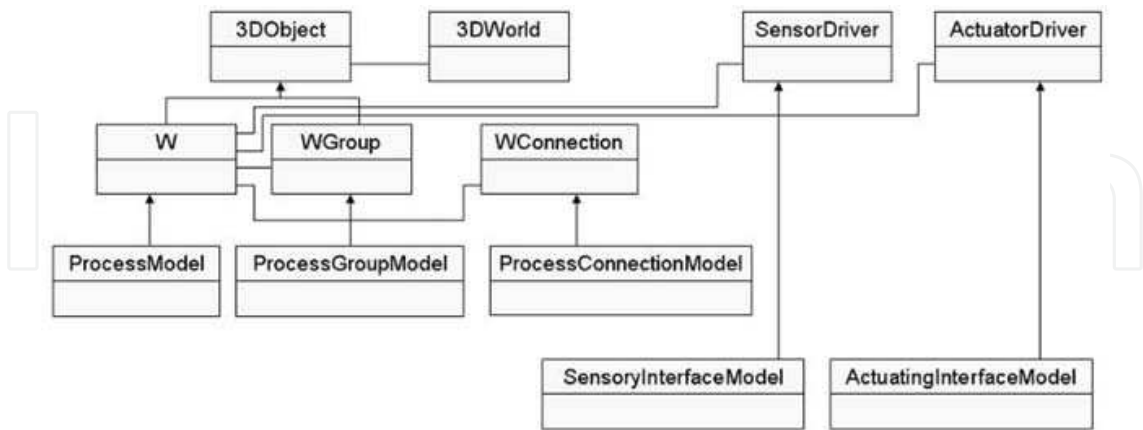 3DObject
3DWorld
SensorDriver
ActuatorDriver
W
WGroup
WConnection
ProcessModel
ProcessGroupModel
ProcessConnectionModel
SensoryInterfaceModel
ActuatingInterfaceModel